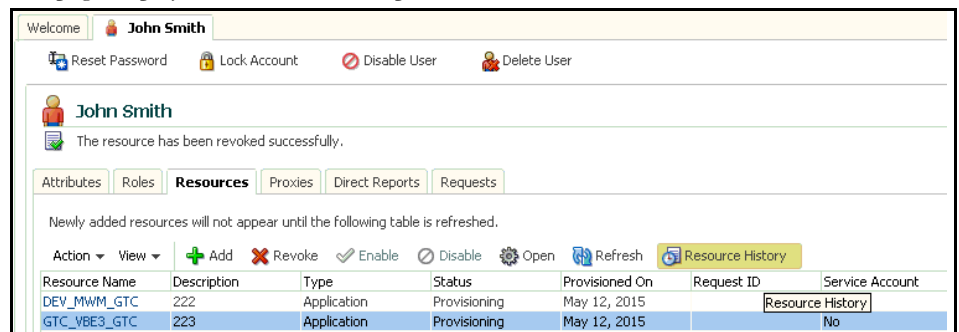 Welcome John Smith
Reset Password Lock Account Disable User Delete User
John Smith
The resource has been revoked successfully.
Attributes Roles Resources Proxies Direct Reports Requests
Newly added resources will not appear until the following table is refreshed.
Action View Add Revoke Enable Disable Open Refresh Resource History
Resource Name Description Type Status Provisioned On Request ID Service Account
DEV_MWM_GTC 222 Application Provisioning May 12, 2015 Resource History
GTC_VBE3_GTC 223 Application Provisioning May 12, 2015 No